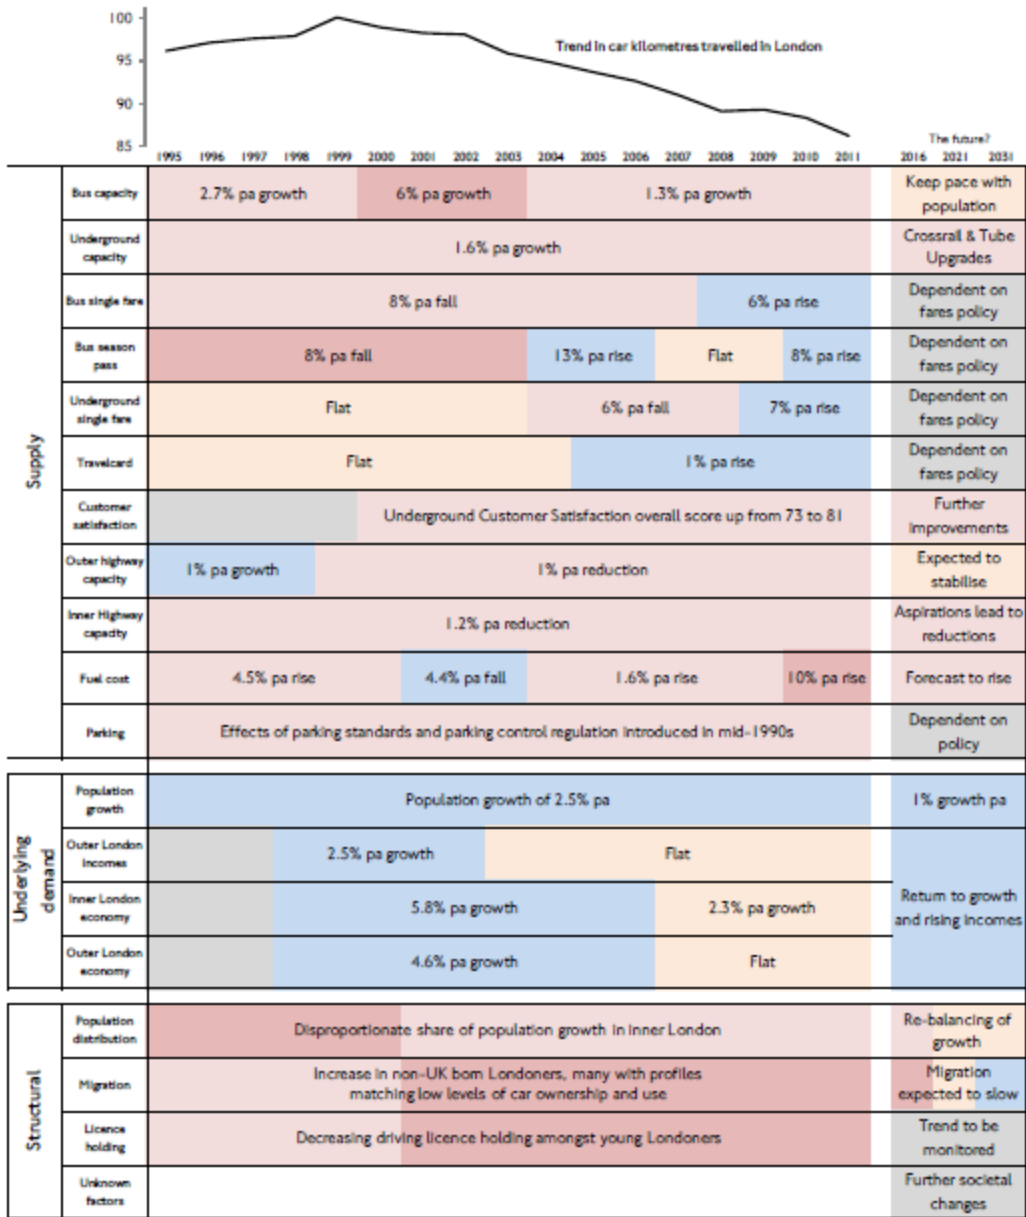 100
95
90
85
Trend in car kilometres travelled in London
1995 1996 1997 1998 1999 2000 2001 2002 2003 2004 2005 2006 2007 2008 2009 2010 2011
The future?
2016 2021 2031
Supply
Bus capacity
2.7% pa growth
6% pa growth
1.3% pa growth
Keep pace with
population
Underground
capacity
1.6% pa growth
Crossrail & Tube
Upgrades
Bus single fare
8% pa fall
6% pa rise
Dependent on
fares policy
Bus season
pass
8% pa fall
13% pa rise
Flat
8% pa rise
Dependent on
fares policy
Underground
single fare
Flat
6% pa fall
7% pa rise
Dependent on
fares policy
Travelcard
Flat
1% pa rise
Dependent on
fares policy
Customer
satisfaction
Underground Customer Satisfaction overall score up from 73 to 81
Further
improvements
Outer highway
capacity
1% pa growth
1% pa reduction
Expected to
stabilise
Inner Highway
capacity
1.2% pa reduction
Aspirations lead to
reductions
Fuel cost
4.5% pa rise
4.4% pa fall
1.6% pa rise
10% pa rise
Forecast to rise
Parking
Effects of parking standards and parking control regulation introduced in mid-1990s
Dependent on
policy
Underlying
demand
Population
growth
Population growth of 2.5% pa
1% growth pa
Outer London
incomes
2.5% pa growth
Flat
Inner London
economy
5.8% pa growth
2.3% pa growth
Return to growth
and rising incomes
Outer London
economy
4.6% pa growth
Flat
Structural
Population
distribution
Disproportionate share of population growth in inner London
Re-balancing of
growth
Migration
Increase in non-UK born Londoners, many with profiles
matching low levels of car ownership and use
Migration
expected to slow
Licence
holding
Decreasing driving licence holding amongst young Londoners
Trend to be
monitored
Unknown
factors
Further societal
changes